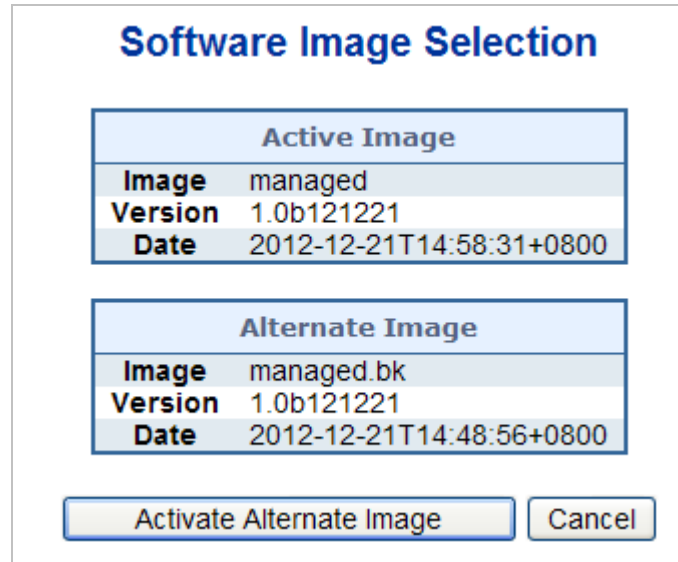 Software Image Selection
Active Image
Image managed
Version 1.0b121221
Date 2012-12-21T14:58:31+0800
Alternate Image
Image managed.bk
Version 1.0b121221
Date 2012-12-21T14:48:56+0800
Activate Alternate Image Cancel